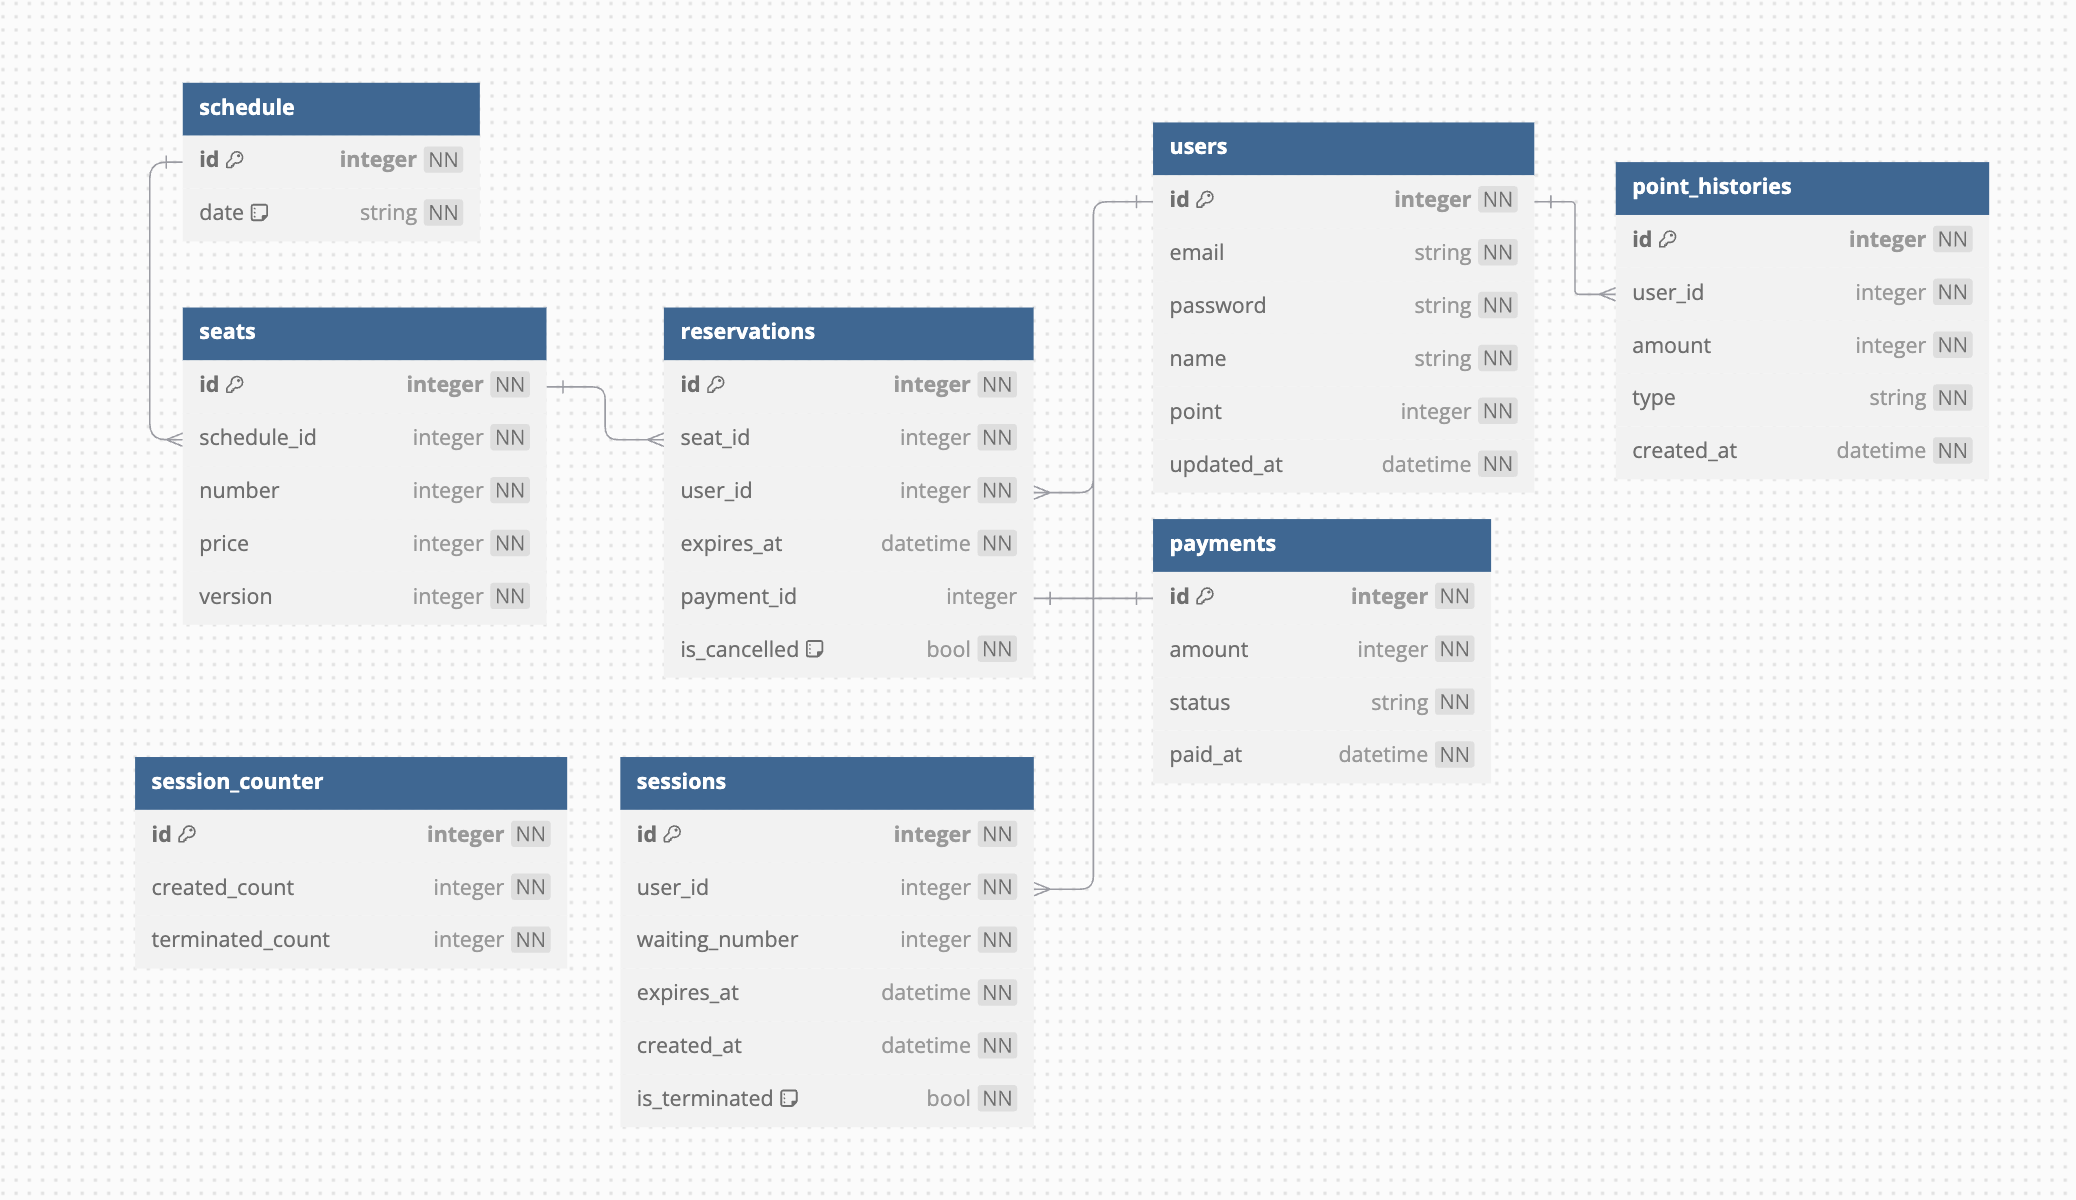 schedule
id integer NN
date string NN
seats
id integer NN
schedule_id integer NN
number integer NN
price integer NN
version integer NN
reservations
id integer NN
seat_id integer NN
user_id integer NN
expires_at datetime NN
payment_id integer
is_cancelled bool NN
users
id integer NN
email string NN
password string NN
name string NN
point integer NN
updated_at datetime NN
point_histories
id integer NN
user_id integer NN
amount integer NN
type string NN
created_at datetime NN
payments
id integer NN
amount integer NN
status string NN
paid_at datetime NN
session_counter
id integer NN
created_count integer NN
terminated_count integer NN
sessions
id integer NN
user_id integer NN
waiting_number integer NN
expires_at datetime NN
created_at datetime NN
is_terminated bool NN